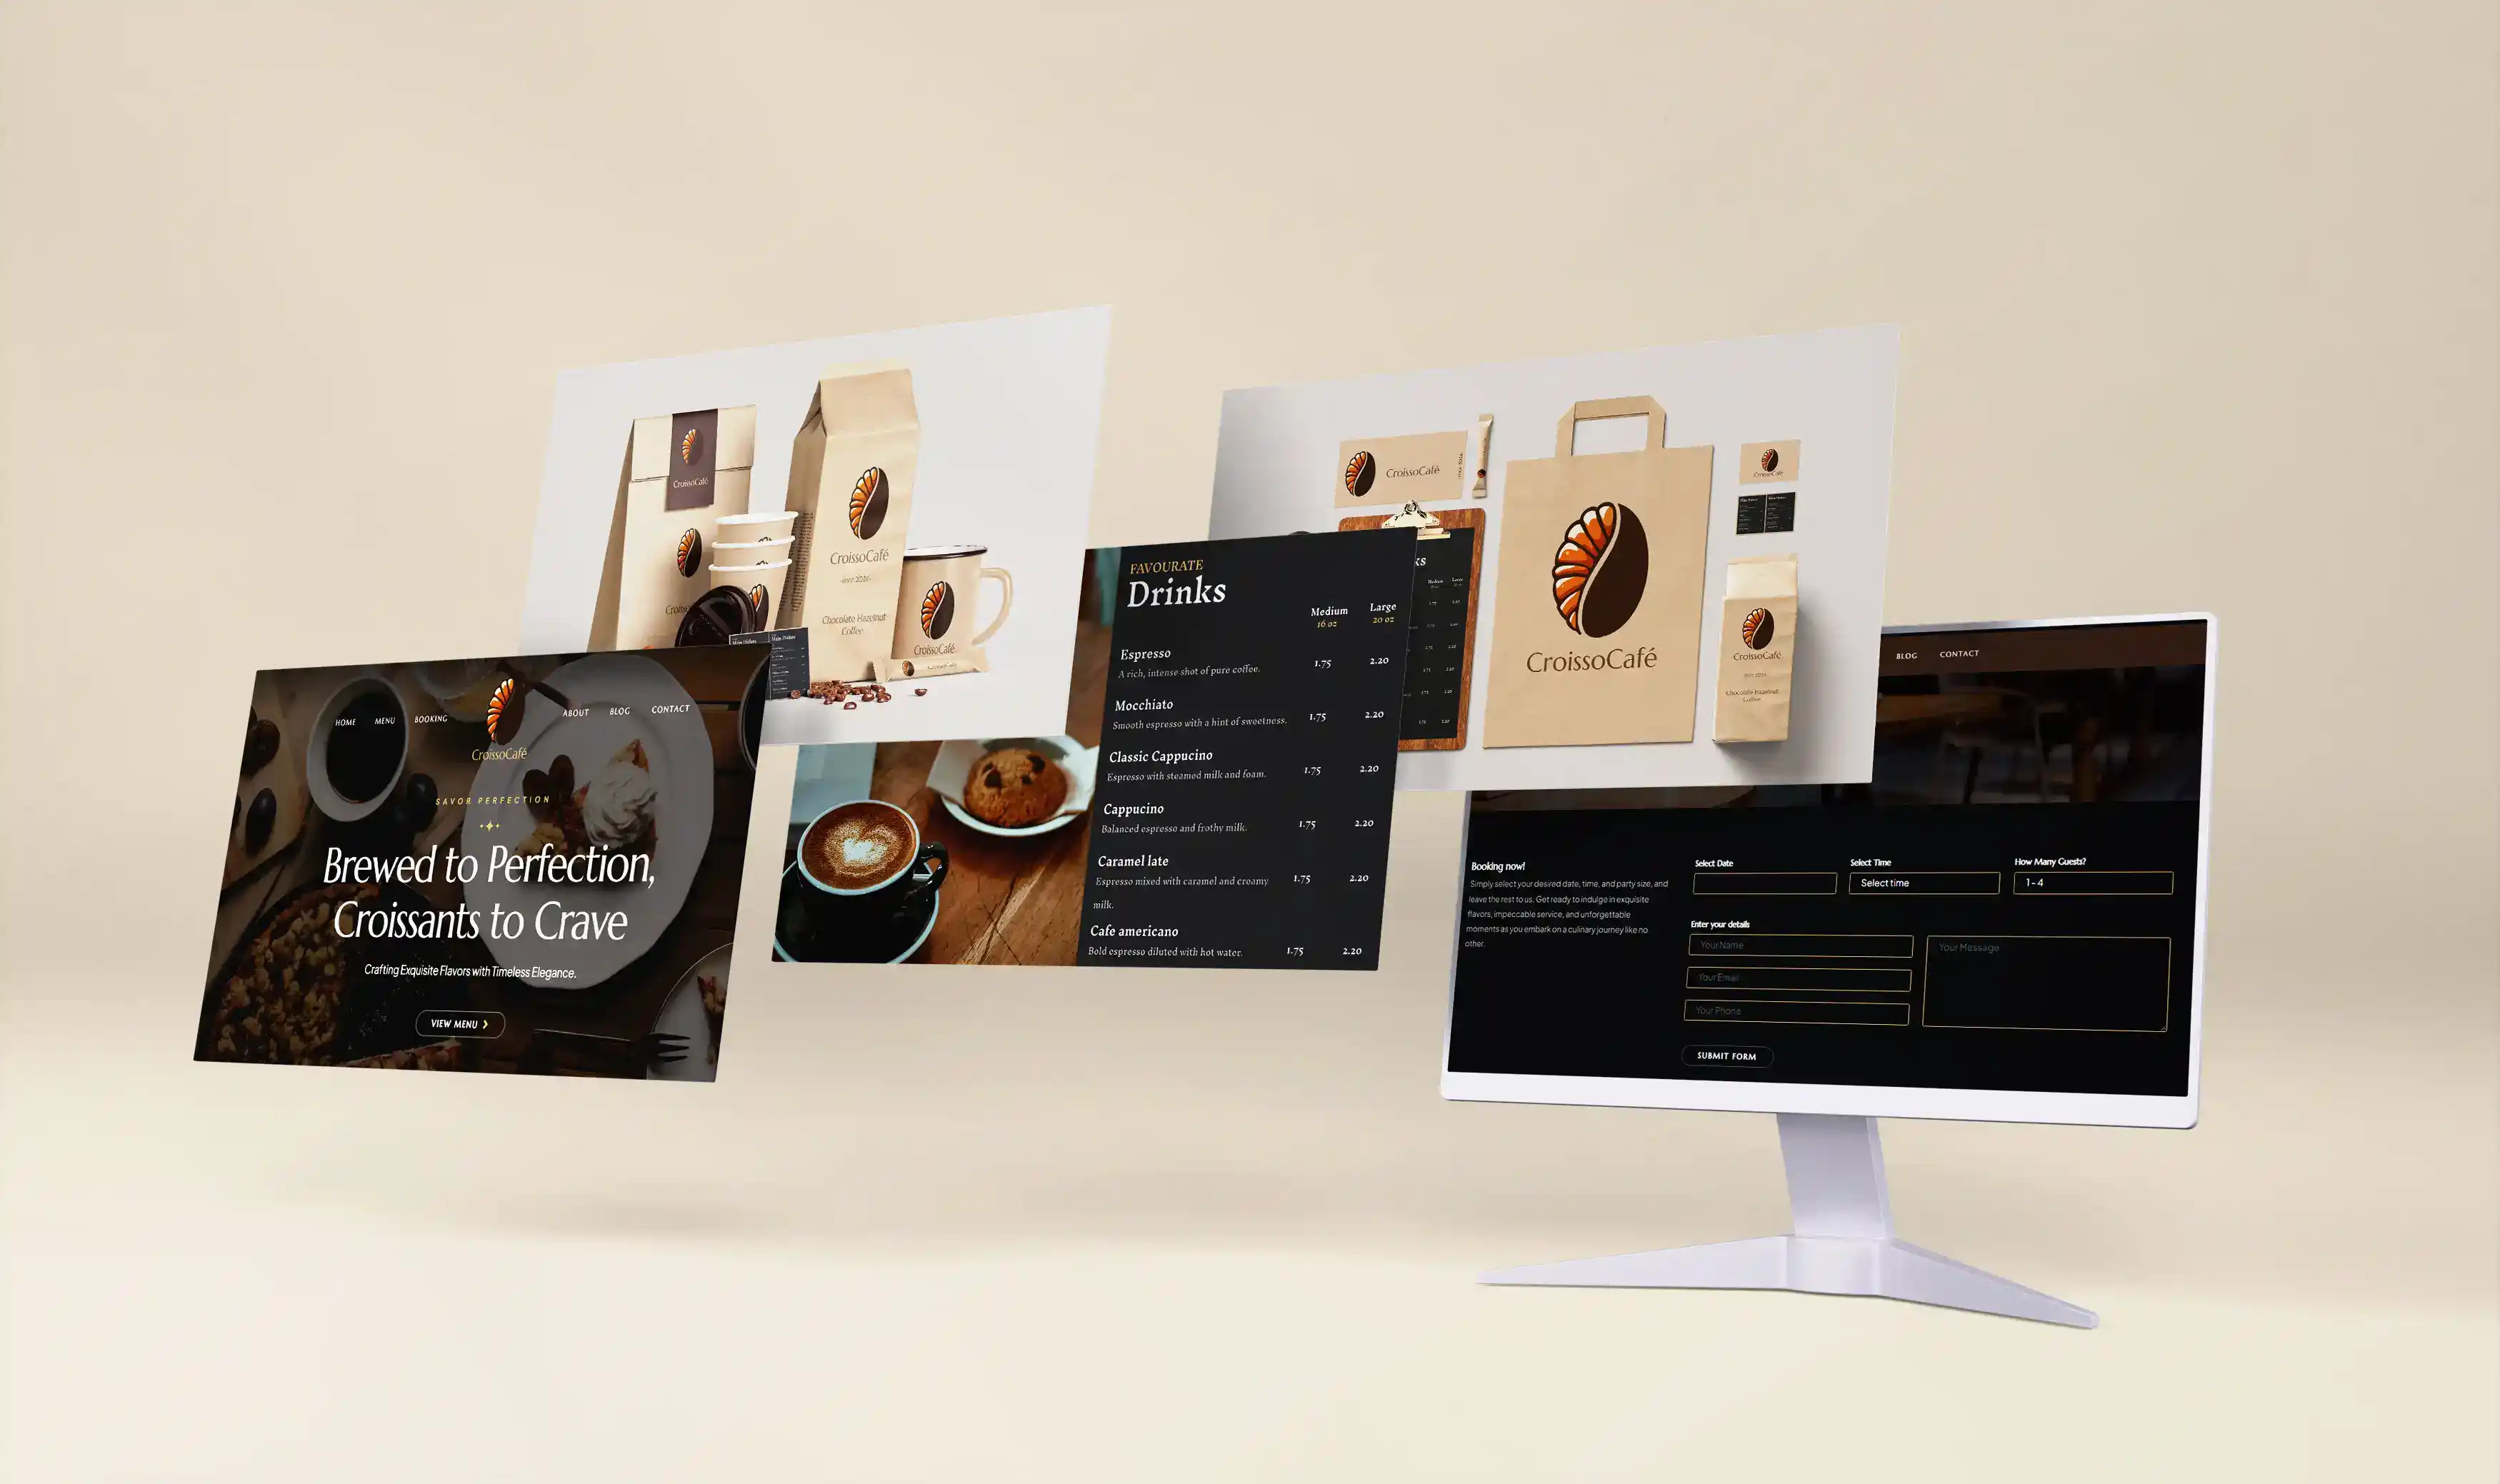 HOME MENU BOOKING
CroissoCafé
ABOUT BLOG CONTACT
SAVOR PERFECTION
Brewed to Perfection,
Croissants to Crave
Crafting Exquisite Flavors with Timeless Elegance.
VIEW MENU
CroissoCafé
CroissoCafé
Chocolate Hazelnut
Coffee
CroissoCafé
FAVOURATE
Drinks
Medium Large
16 oz 20 oz
Espresso
A rich, intense shot of pure coffee. 1.75 2.20
Mocchiato
Smooth espresso with a hint of sweetness. 1.75 2.20
Classic Cappucino
Espresso with steamed milk and foam. 1.75 2.20
Cappucino
Balanced espresso and frothy milk. 1.75 2.20
Caramel late
Espresso mixed with caramel and creamy 1.75 2.20
milk.
Cafe americano
Bold espresso diluted with hot water. 1.75 2.20
CroissoCafé
ks
Medium Large
CroissoCafé
CroissoCafé
Chocolate Hazelnut
Coffee
BLOG CONTACT
Booking now!
Simply select your desired date, time, and party size, and
leave the rest to us. Get ready to indulge in exquisite
flavors, impeccable service, and unforgettable
moments as you embark on a culinary journey like no
other.
Select Date Select Time How Many Guests?
Select time 1 - 4
Enter your details
Your Name
Your Email
Your Phone
Your Message
SUBMIT FORM